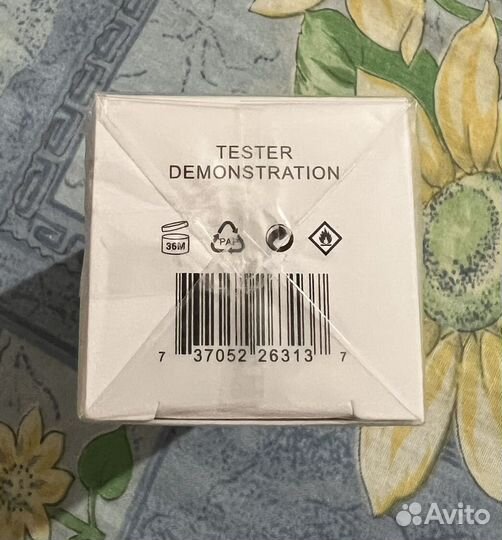 TESTER
DEMONSTRATION
36M
PAP
7 37052 26313 7
Avito